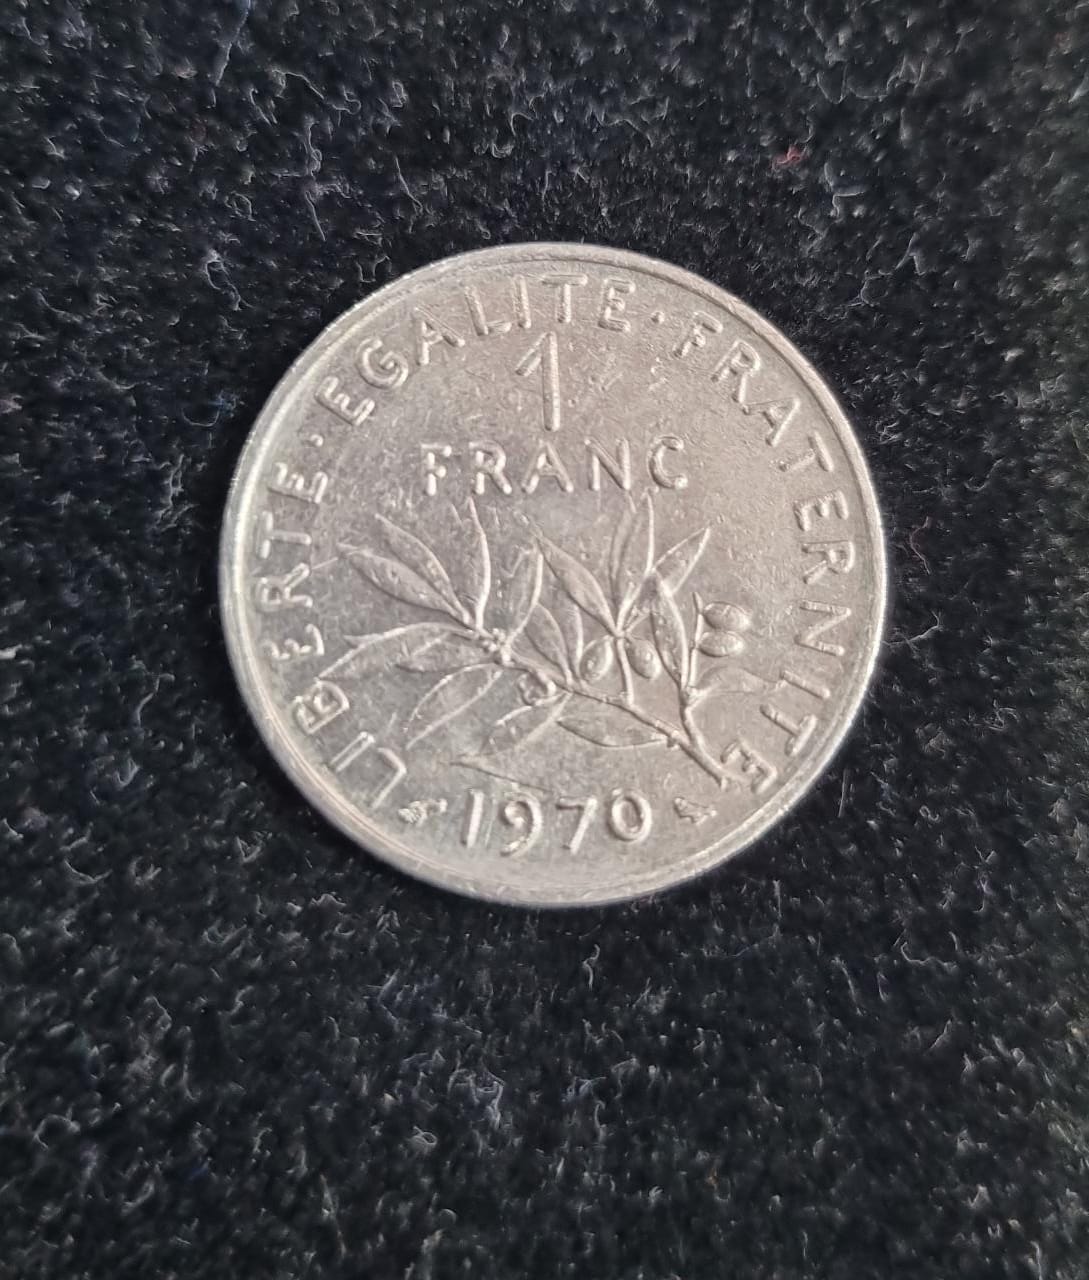 LIBERTE · EGALITE · FRATERNITE
1
FRANC
1970